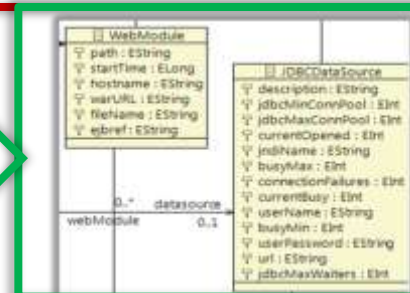 WebModule
path : EString
startTime : ELong
hostname : EString
warURL : EString
fileName : EString
ejbref : EString
JDBCDataSource
description : EString
jdbcMinConnPool : EInt
jdbcMaxConnPool : EInt
currentOpened : EInt
jndiName : EString
busyMax : EInt
connectionFailures : EInt
currentBusy : EInt
userName : EString
busyMin : EInt
userPassword : EString
url : EString
jdbcMaxWaiters : EInt
0..* datasource
webModule 0..1